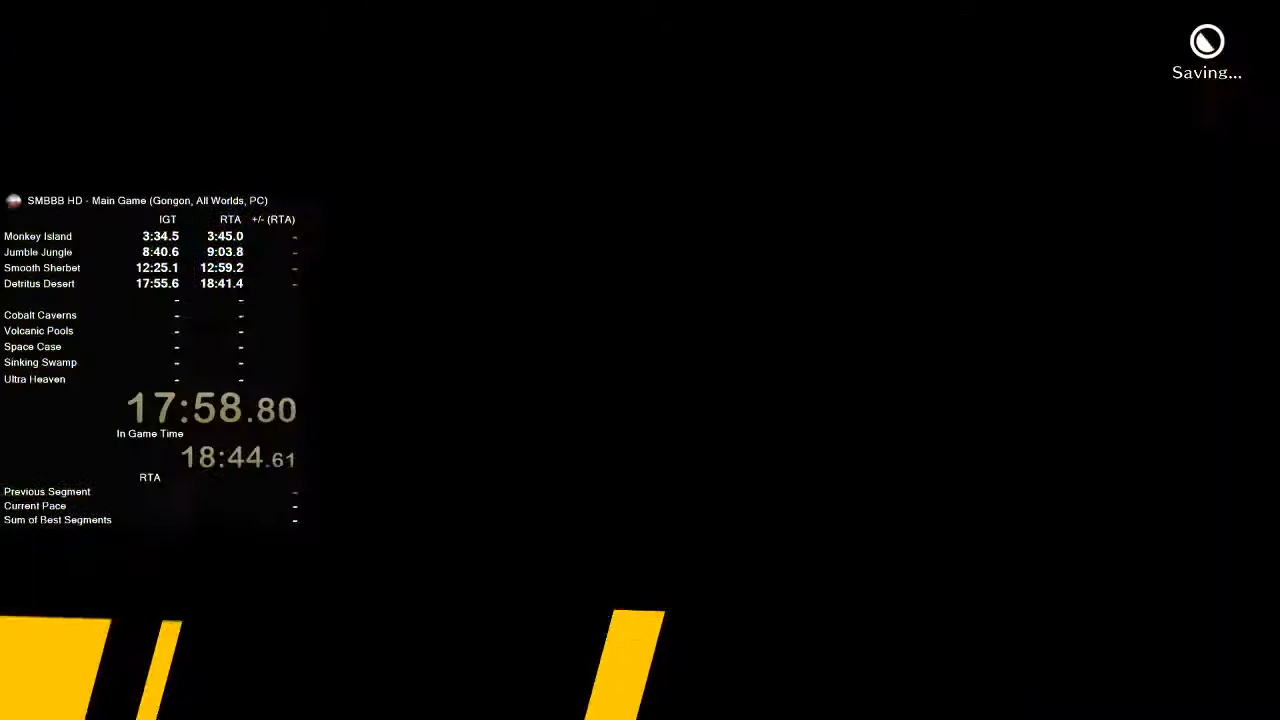 Saving...
SMBBB HD - Main Game (Gongon, All Worlds, PC)
IGT RTA +/- (RTA)
Monkey Island 3:34.5 3:45.0 -
Jumble Jungle 8:40.6 9:03.8 -
Smooth Sherbet 12:25.1 12:59.2 -
Detritus Desert 17:55.6 18:41.4 -
- -
Cobalt Caverns - -
Volcanic Pools - -
Space Case - -
Sinking Swamp - -
Ultra Heaven - -
17:58.80
In Game Time
18:44.61
RTA
Previous Segment -
Current Pace -
Sum of Best Segments -